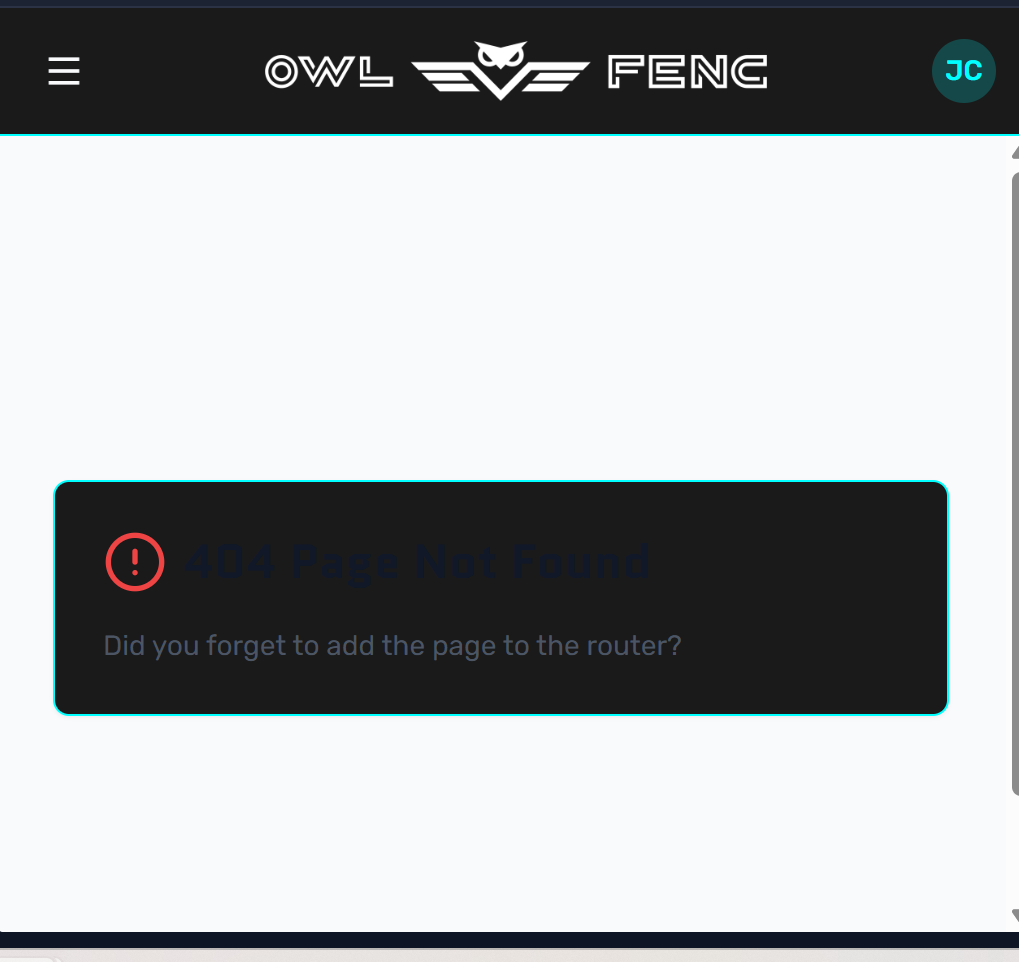 OWL FENC
JC
404 Page Not Found
Did you forget to add the page to the router?